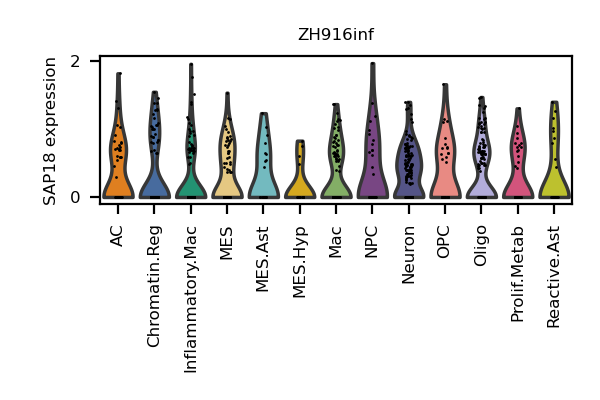 ZH916inf
SAP18 expression
2
0
AC
Chromatin.Reg
Inflammatory.Mac
MES
MES.Ast
MES.Hyp
Mac
NPC
Neuron
OPC
Oligo
Prolif.Metab
Reactive.Ast